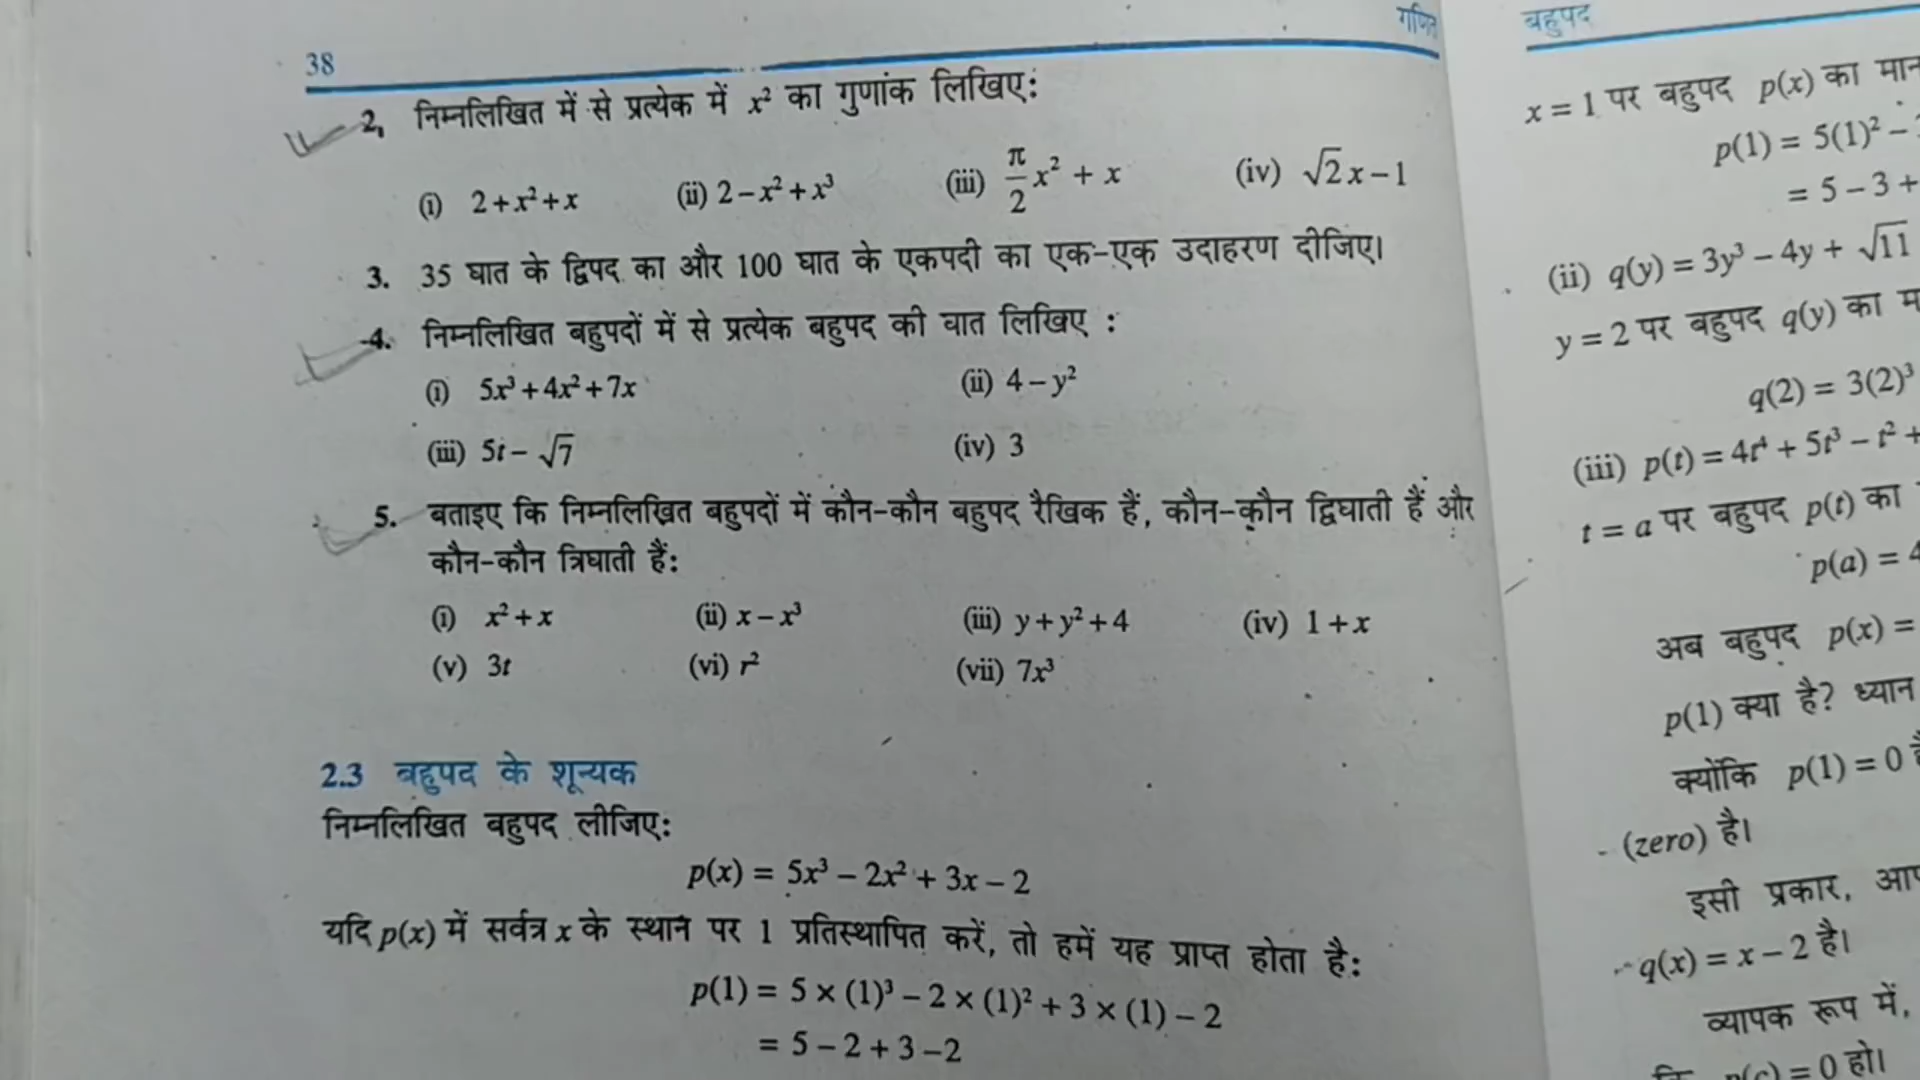 38
गणित
2. निम्नलिखित में से प्रत्येक में x² का गुणांक लिखिए:
(i) 2 + x² + x (ii) 2 – x² + x³ (iii) π/2 x² + x (iv) √2 x – 1
3. 35 घात के द्विपद का और 100 घात के एकपदी का एक-एक उदाहरण दीजिए।
4. निम्नलिखित बहुपदों में से प्रत्येक बहुपद की घात लिखिए :
(i) 5x³ + 4x² + 7x (ii) 4 – y²
(iii) 5t – √7 (iv) 3
5. बताइए कि निम्नलिखित बहुपदों में कौन-कौन बहुपद रैखिक हैं, कौन-कौन द्विघाती हैं और
कौन-कौन त्रिघाती हैं:
(i) x² + x (ii) x – x³ (iii) y + y² + 4 (iv) 1 + x
(v) 3t (vi) r² (vii) 7x³
2.3 बहुपद के शून्यक
निम्नलिखित बहुपद लीजिए:
p(x) = 5x³ – 2x² + 3x – 2
यदि p(x) में सर्वत्र x के स्थान पर 1 प्रतिस्थापित करें, तो हमें यह प्राप्त होता है:
p(1) = 5 × (1)³ – 2 × (1)² + 3 × (1) – 2
= 5 – 2 + 3 –2
बहुपद
x = 1 पर बहुपद p(x) का मान
p(1) = 5(1)² –
= 5 – 3 +
(ii) q(y) = 3y³ – 4y + √11
y = 2 पर बहुपद q(y) का
q(2) = 3(2)³
(iii) p(t) = 4t⁴ + 5t³ – t² +
t = a पर बहुपद p(t) का
p(a) = 4
अब बहुपद p(x) =
p(1) क्या है? ध्यान
क्योंकि p(1) = 0
(zero) है।
इसी प्रकार,
q(x) = x – 2 है।
व्यापक रूप में,
p(c) = 0 हो।